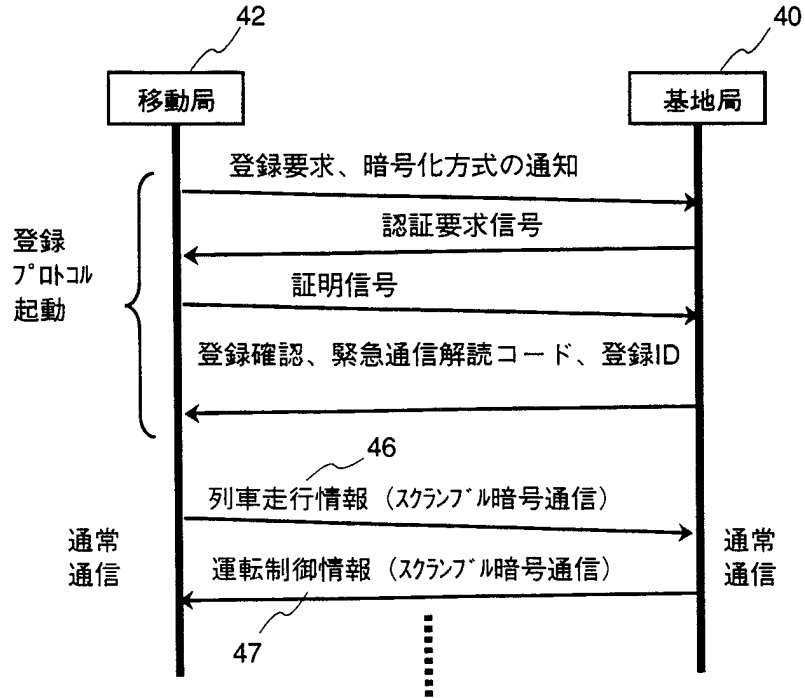 42
40
移動局
基地局
登録要求、暗号化方式の通知
認証要求信号
登録
ﾌﾟﾛﾄｺﾙ
起動
証明信号
登録確認、緊急通信解読コード、登録ID
46
列車走行情報（ｽｸﾗﾝﾌﾞﾙ暗号通信）
通常
通信
通常
通信
運転制御情報（ｽｸﾗﾝﾌﾞﾙ暗号通信）
47